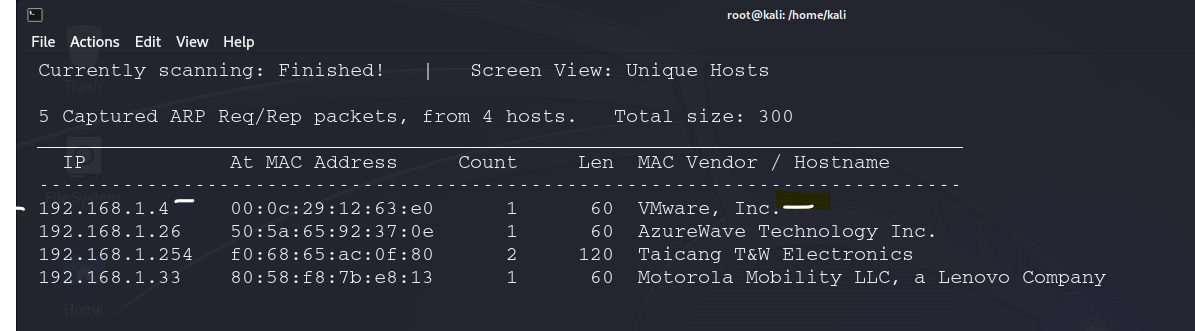 root@kali: /home/kali
File Actions Edit View Help
Currently scanning: Finished! | Screen View: Unique Hosts
Trash
5 Captured ARP Req/Rep packets, from 4 hosts. Total size: 300
IP At MAC Address Count Len MAC Vendor / Hostname
192.168.1.4 00:0c:29:12:63:e0 1 60 VMware, Inc.
192.168.1.26 50:5a:65:92:37:0e 1 60 AzureWave Technology Inc.
192.168.1.254 f0:68:65:ac:0f:80 2 120 Taicang T&W Electronics
192.168.1.33 80:58:f8:7b:e8:13 1 60 Motorola Mobility LLC, a Lenovo Company
Home